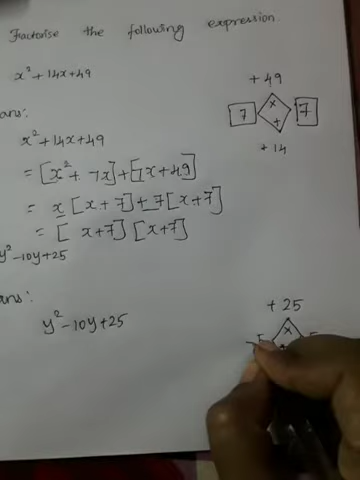 Factorise the following expression.
x² + 14x + 49
ans:
x² + 14x + 49
= [x² + 7x] + [7x + 49]
= x [x + 7] + 7 [x + 7]
= [ x + 7] [x + 7]
+ 49
7 × + 7
+ 14
y² - 10y + 25
ans:
y² - 10y + 25
+ 25
×